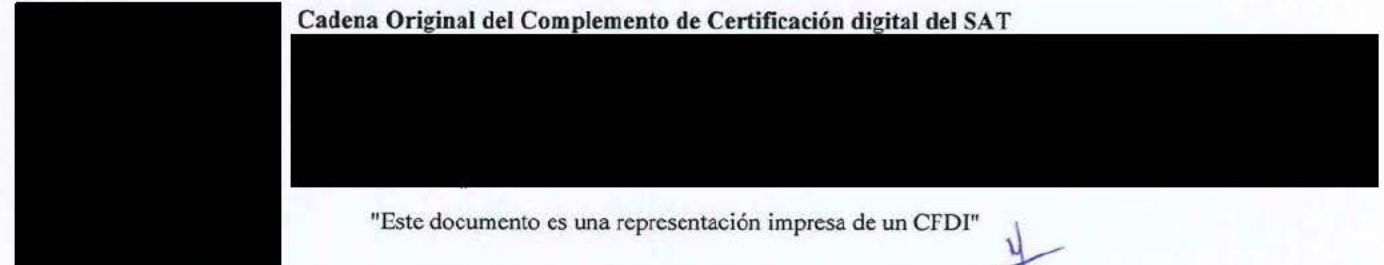 Cadena Original del Complemento de Certificación digital del SAT
"Este documento es una representación impresa de un CFDI"